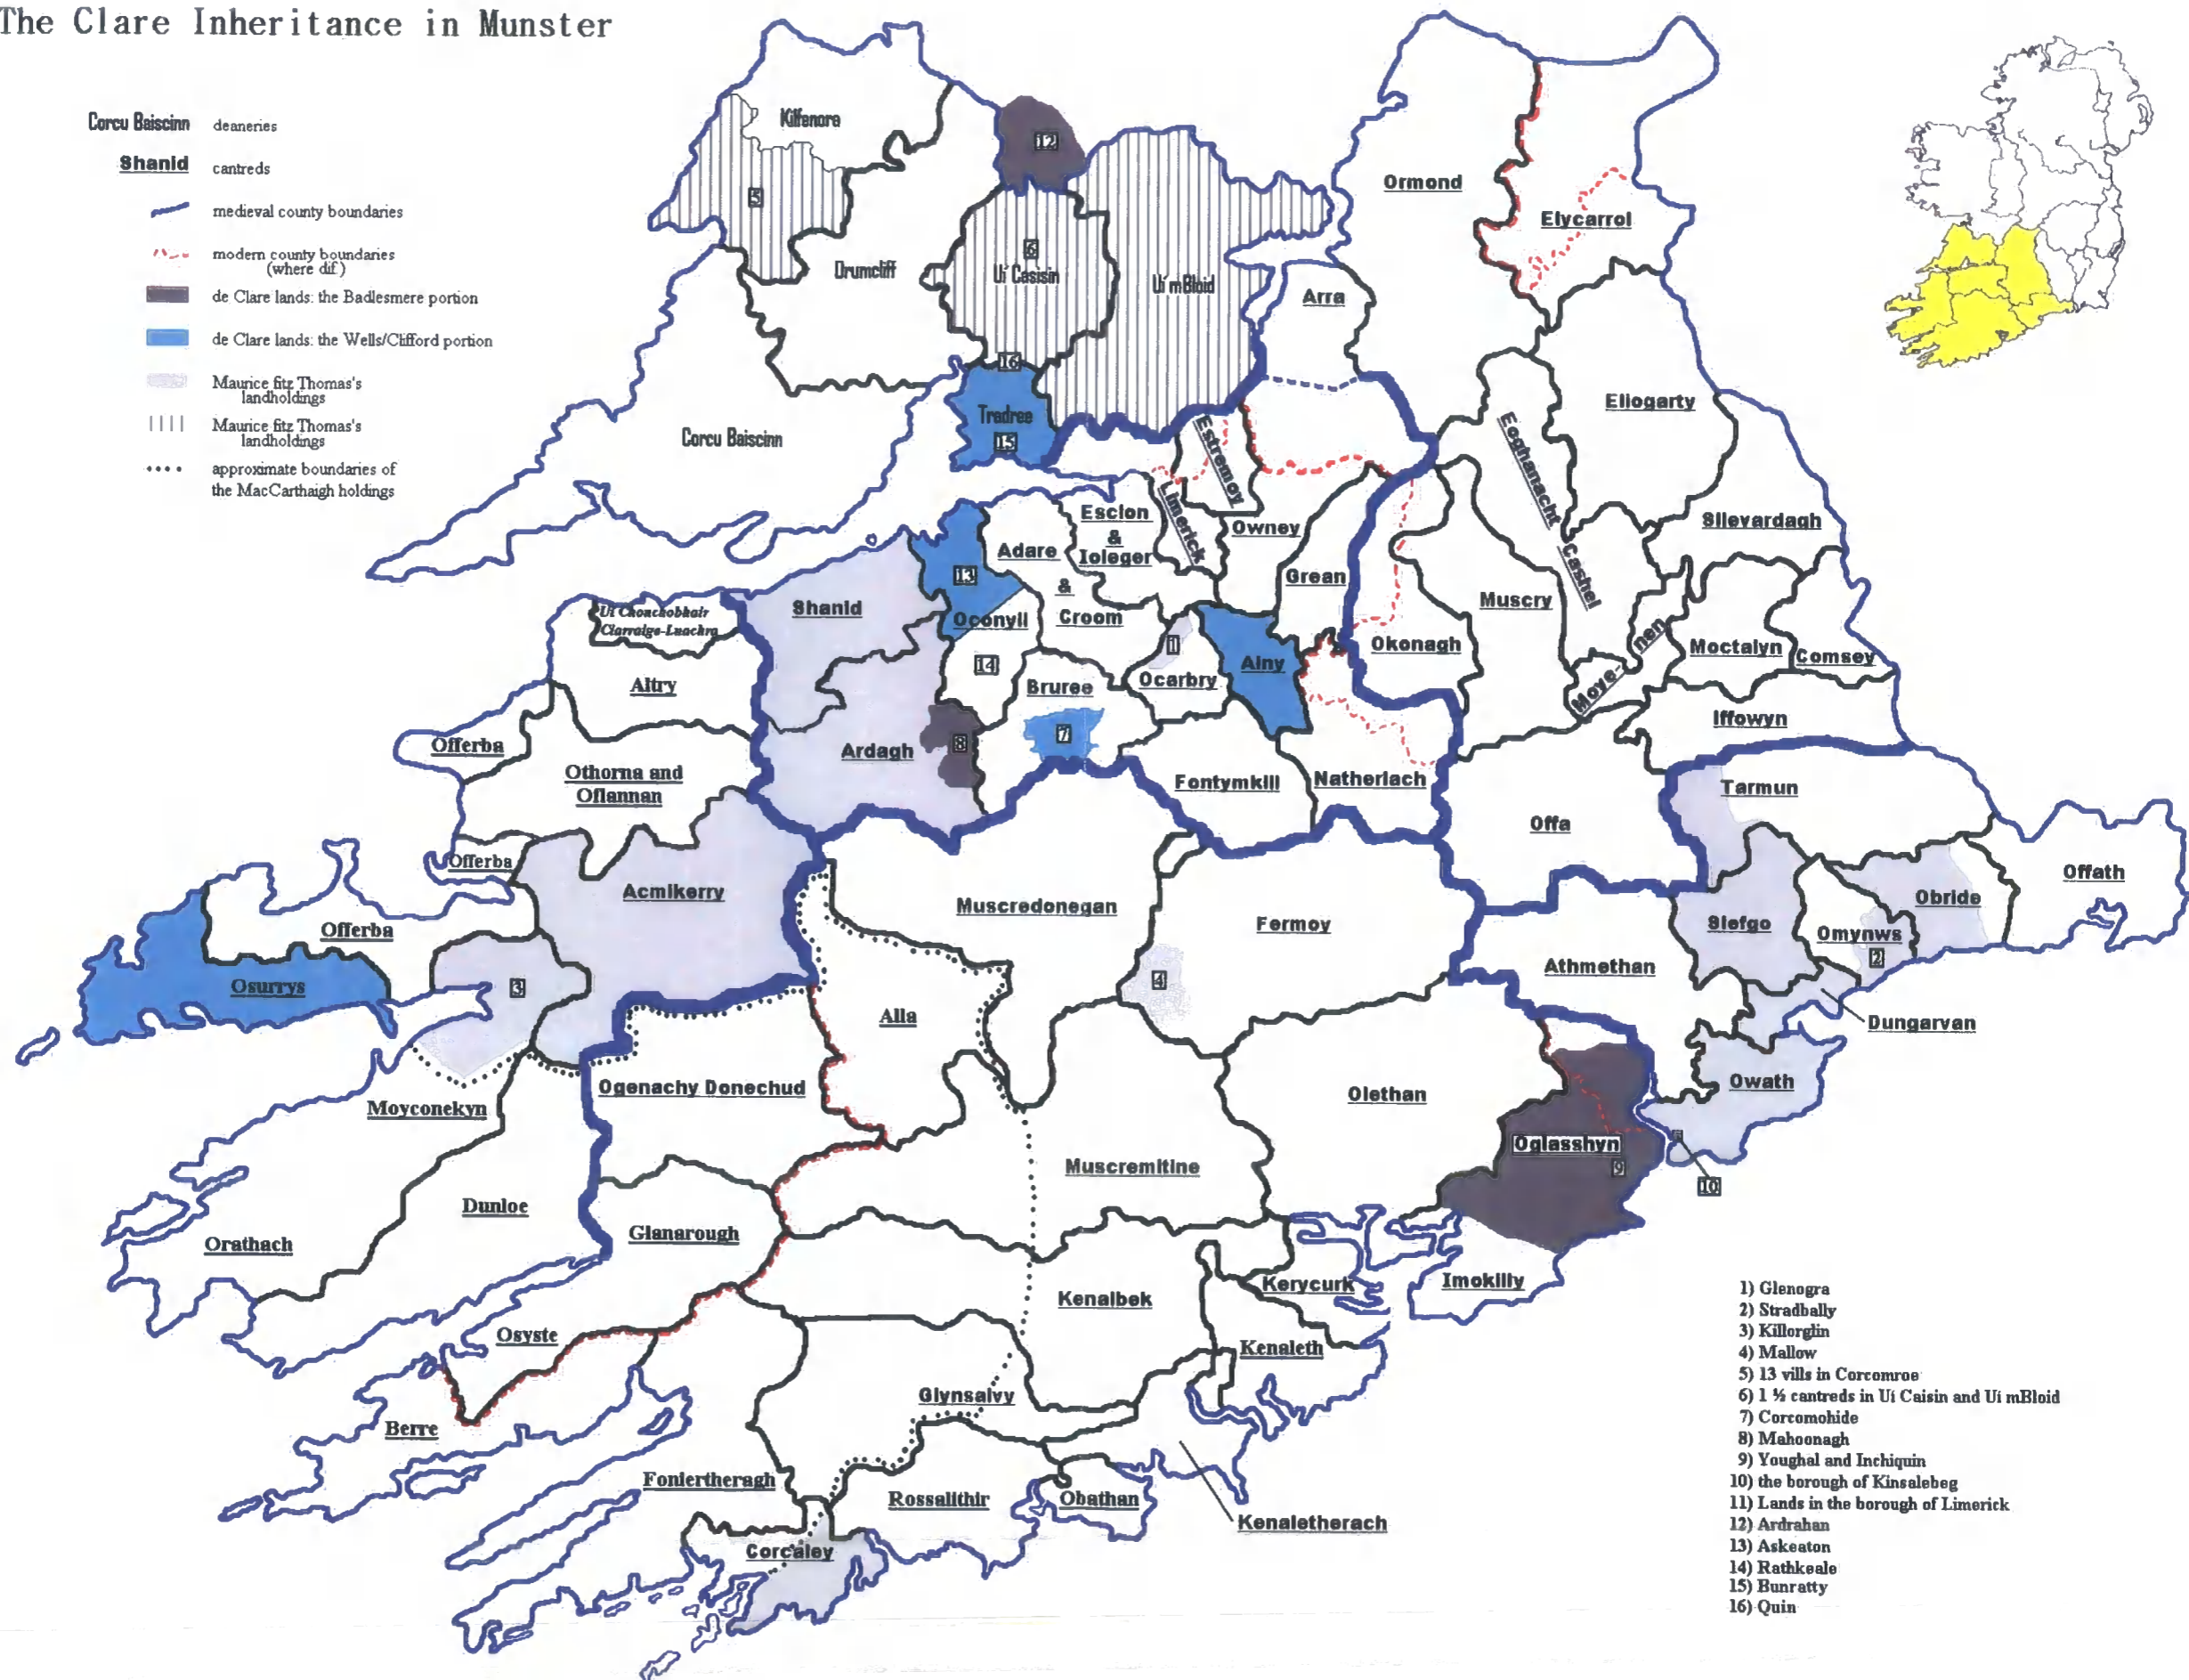 The Clare Inheritance in Munster
Corcu Baiscinn deaneries
Shanid cantreds
medieval county boundaries
modern county boundaries
(where dif.)
de Clare lands: the Badlesmere portion
de Clare lands: the Wells/Clifford portion
Maurice fitz Thomas's
landholdings
Maurice fitz Thomas's
landholdings
approximate boundaries of
the MacCarthaigh holdings
Kilfenora
12
5
Ormond
Elycarrol
6
Uí Casisin
Drumcliff
Uí mBloid
Arra
16
Tradree
15
Corcu Baiscinn
Estremoy
Eoghanacht
Cashel
Eliogarty
Slievardagh
Limerick
Esclon
&
Ioleger
Owney
Adare
&
Croom
13
Oconyll
14
Grean
Muscry
Okonagh
Moye-
nen
Moctalyn
Comsey
Iffowyn
Shanid
Uí Chonchobhair
Ciarraige-Luachra
Altry
1
Ocarbry
Ainy
Bruree
7
Offerba
Othorna and
Oflannan
Ardagh
8
Fontymkill
Natherlach
Tarmun
Offa
Offerba
Acmikerry
Muscredonegan
Fermoy
Slefgo
Obride
Offath
Omynws
2
Offerba
Osurrys
3
4
Athmethan
Alla
Dungarvan
Ogenachy Donechud
Moyconekyn
Olethan
Owath
Oglasshyn
9
10
Muscremitine
Dunloe
Glanarough
Orathach
Kerycurk
Imokilly
Kenalbek
Osyste
Kenaleth
Glynsalvy
Berre
Foniertheragh
Rossalithir
Obathan
Kenaletherach
Corcaley
1) Glenogra
2) Stradbally
3) Killorglin
4) Mallow
5) 13 vills in Corcomroe
6) 1 ½ cantreds in Uí Caisin and Uí mBloid
7) Corcomohide
8) Mahoonagh
9) Youghal and Inchiquin
10) the borough of Kinsalebeg
11) Lands in the borough of Limerick
12) Ardrahan
13) Askeaton
14) Rathkeale
15) Bunratty
16) Quin